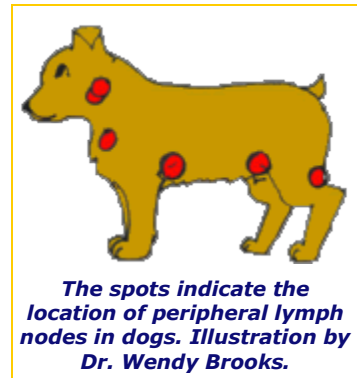 The spots indicate the
location of peripheral lymph
nodes in dogs. Illustration by
Dr. Wendy Brooks.